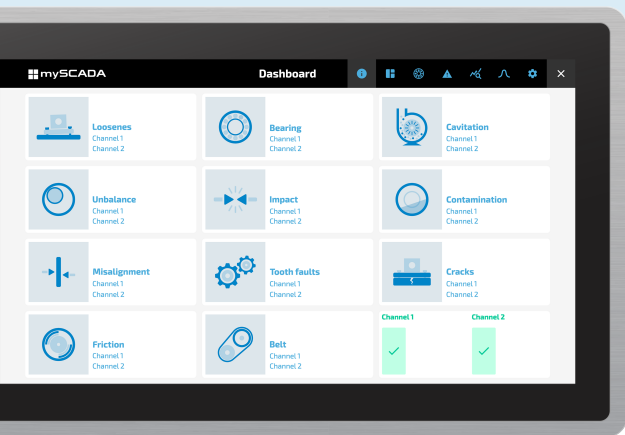 mySCADA
Dashboard
Loosenes
Channel 1
Channel 2
Bearing
Channel 1
Channel 2
Cavitation
Channel 1
Channel 2
Unbalance
Channel 1
Channel 2
Impact
Channel 1
Channel 2
Contamination
Channel 1
Channel 2
Misalignment
Channel 1
Channel 2
Tooth faults
Channel 1
Channel 2
Cracks
Channel 1
Channel 2
Friction
Channel 1
Channel 2
Belt
Channel 1
Channel 2
Channel 1
Channel 2